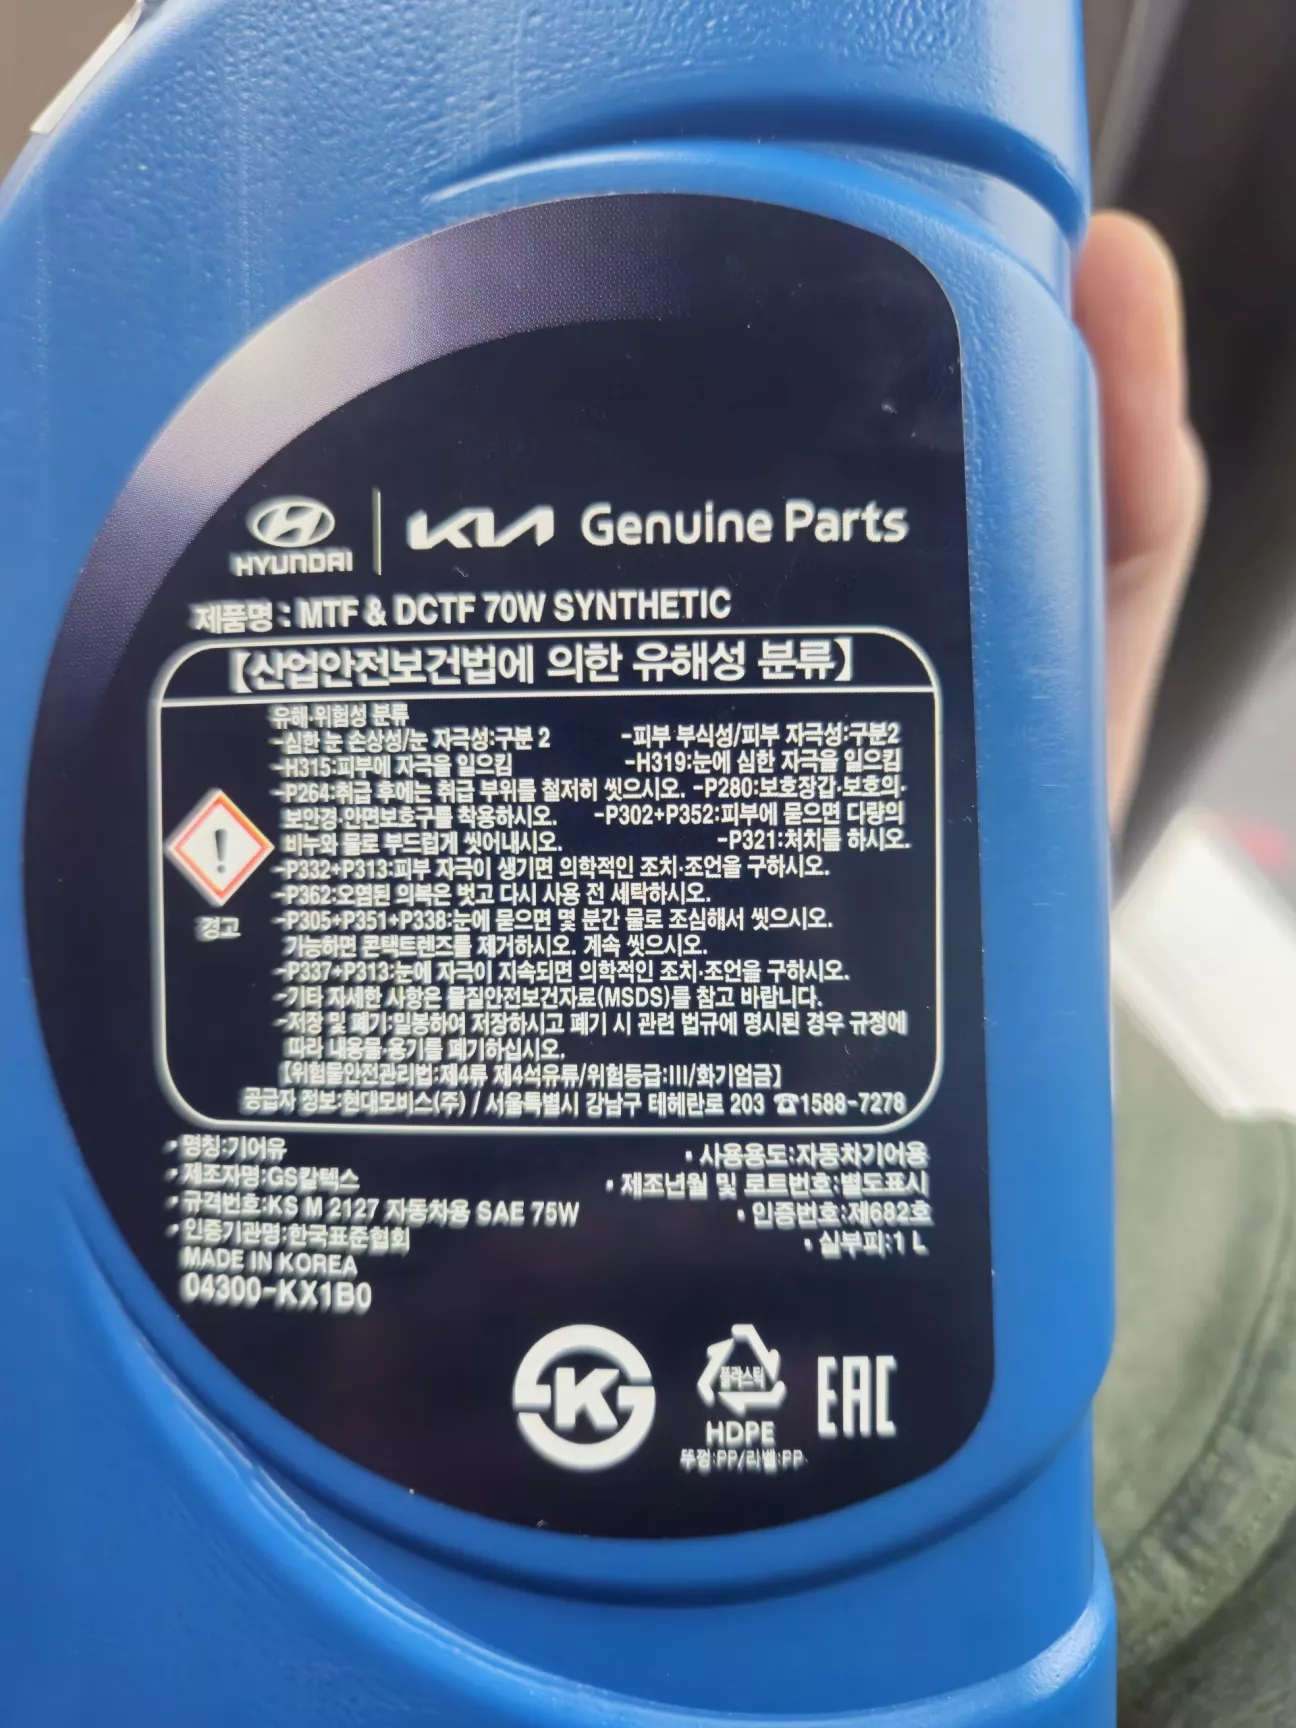 HYUNDAI KIA Genuine Parts
제품명 : MTF & DCTF 70W SYNTHETIC
【산업안전보건법에 의한 유해성 분류】
유해·위험성 분류
-심한 눈 손상성/눈 자극성:구분 2 -피부 부식성/피부 자극성:구분2
-H315:피부에 자극을 일으킴 -H319:눈에 심한 자극을 일으킴
-P264:취급 후에는 취급 부위를 철저히 씻으시오. -P280:보호장갑·보호의·
보안경·안면보호구를 착용하시오. -P302+P352:피부에 묻으면 다량의
비누와 물로 부드럽게 씻어내시오. -P321:처치를 하시오.
-P332+P313:피부 자극이 생기면 의학적인 조치·조언을 구하시오.
-P362:오염된 의복은 벗고 다시 사용 전 세탁하시오.
-P305+P351+P338:눈에 묻으면 몇 분간 물로 조심해서 씻으시오.
가능하면 콘택트렌즈를 제거하시오. 계속 씻으시오.
-P337+P313:눈에 자극이 지속되면 의학적인 조치·조언을 구하시오.
-기타 자세한 사항은 물질안전보건자료(MSDS)를 참고 바랍니다.
-저장 및 폐기:밀봉하여 저장하시고 폐기 시 관련 법규에 명시된 경우 규정에
따라 내용물·용기를 폐기하십시오.
【위험물안전관리법:제4류 제4석유류/위험등급:III/화기엄금】
공급자 정보:현대모비스(주) / 서울특별시 강남구 테헤란로 203 ☎1588-7278
경고
· 명칭:기어유 · 사용용도:자동차기어용
· 제조자명:GS칼텍스 · 제조년월 및 로트번호:별도표시
· 규격번호:KS M 2127 자동차용 SAE 75W · 인증번호:제682호
· 인증기관명:한국표준협회 · 실부피:1 L
MADE IN KOREA
04300-KX1B0
K 플라스틱 EAC
HDPE
뚜껑:PP/라벨:PP